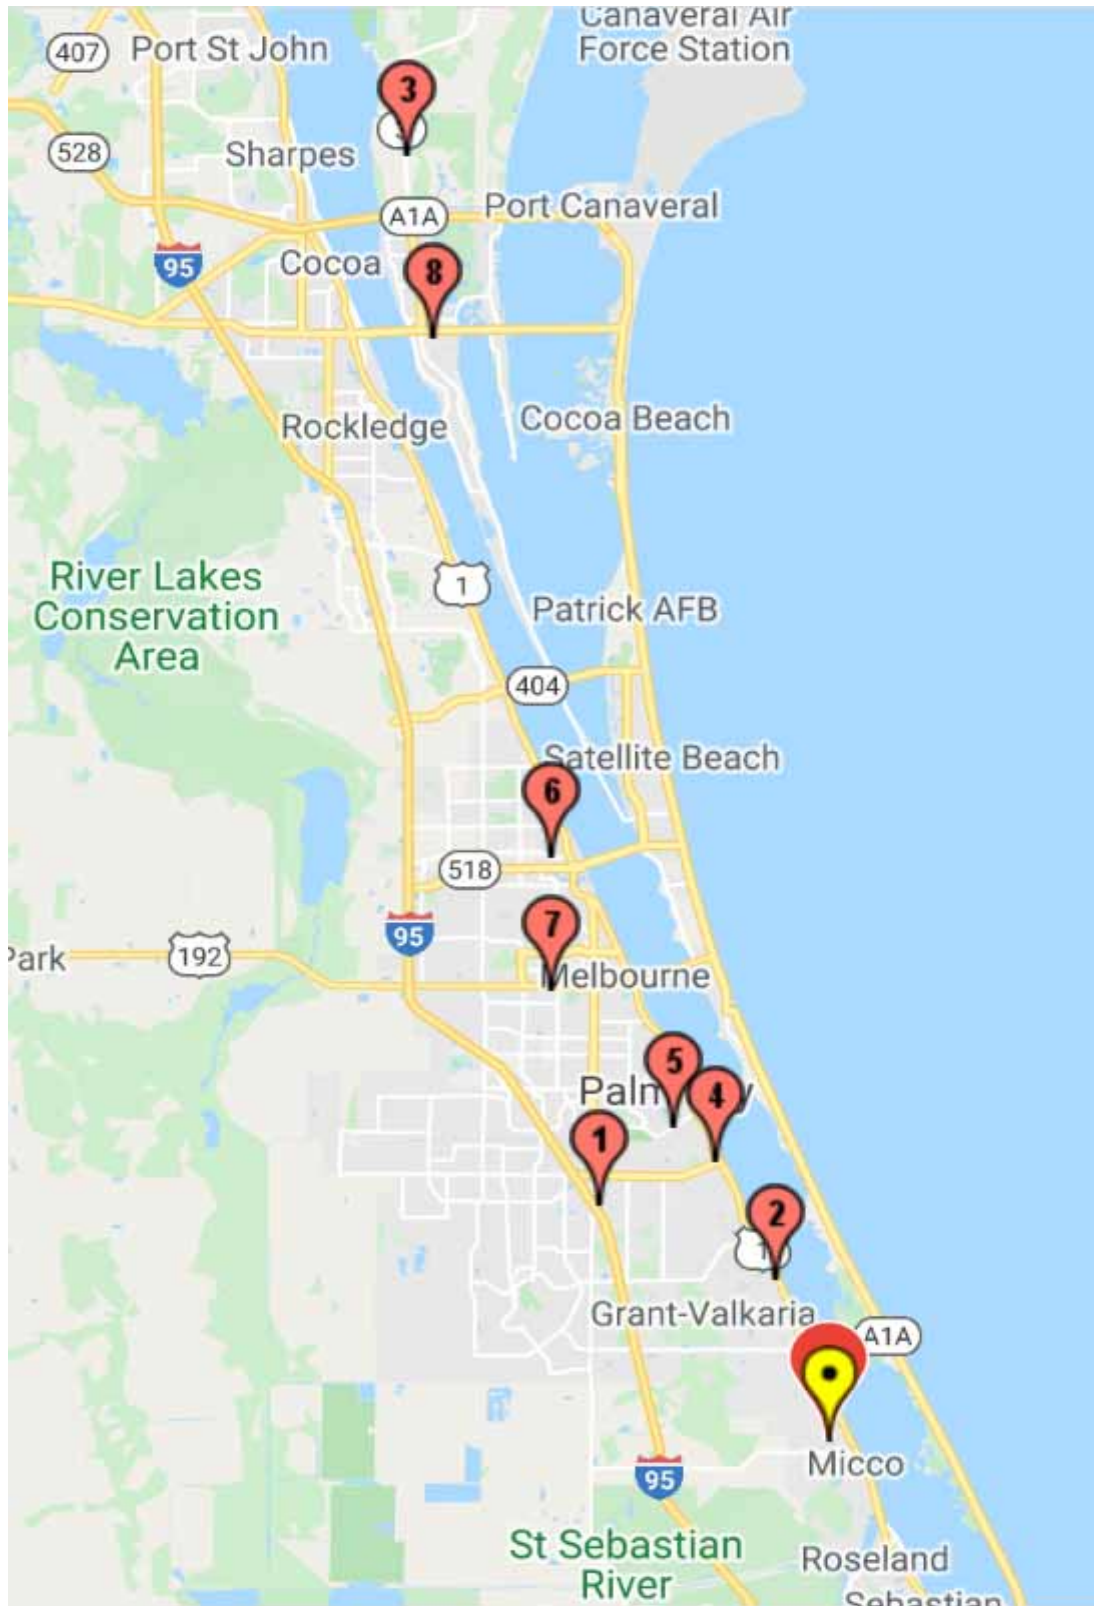 Canaveral Air
Force Station
407
Port St John
3
528
Sharpes
A1A
Port Canaveral
95
Cocoa
8
Rockledge
Cocoa Beach
River Lakes
Conservation
Area
1
Patrick AFB
404
Satellite Beach
6
518
7
95
Park
192
Melbourne
5
4
1
2
1
Grant-Valkaria
A1A
Micco
95
St Sebastian
River
Roseland
Sebastian